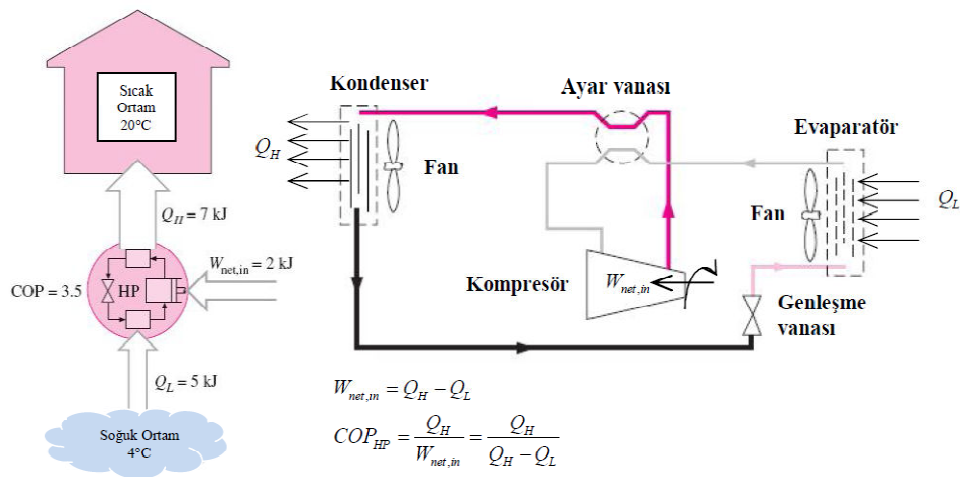 Sıcak
Ortam
20°C
Q_H = 7 kJ
W_net,in = 2 kJ
COP = 3.5
HP
Q_L = 5 kJ
Soğuk Ortam
4°C
Kondenser
Q_H
Fan
Ayar vanası
Evaparatör
Fan
Q_L
Kompresör
W_net,in
Genleşme
vanası
W_net,in = Q_H − Q_L
COP_HP = Q_H / W_net,in = Q_H / (Q_H − Q_L)